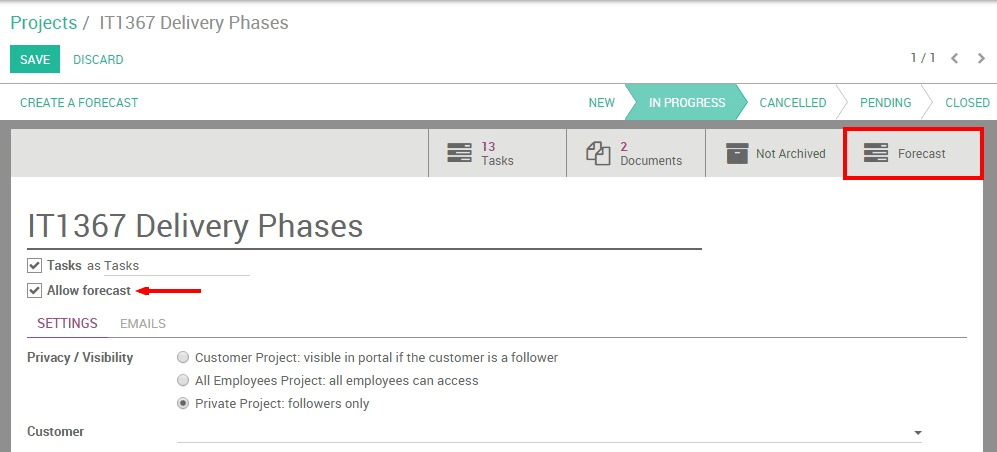 Projects / IT1367 Delivery Phases
SAVE DISCARD
1 / 1
CREATE A FORECAST
NEW IN PROGRESS CANCELLED PENDING CLOSED
13
Tasks
2
Documents
Not Archived
Forecast
IT1367 Delivery Phases
Tasks as Tasks
Allow forecast
SETTINGS EMAILS
Privacy / Visibility
Customer Project: visible in portal if the customer is a follower
All Employees Project: all employees can access
Private Project: followers only
Customer